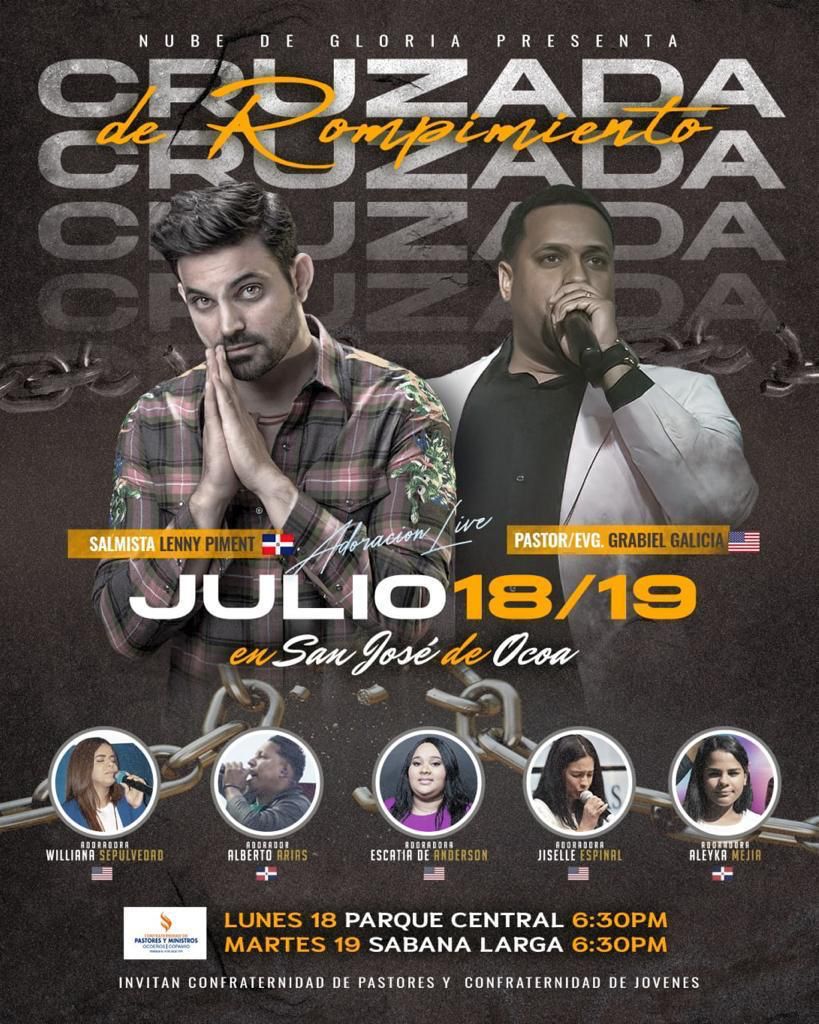 NUBE DE GLORIA PRESENTA
CRUZADA
de Rompimiento
CRUZADA
CRUZADA
CRUZADA
SALMISTA LENNY PIMENT
Adoracion Live
PASTOR/EVG. GRABIEL GALICIA
JULIO 18/19
en San José de Ocoa
ADORADORA
WILLIANA SEPULVEDAD
ADORADOR
ALBERTO ARIAS
ADORADORA
ESCATIA DE ANDERSON
ADORADORA
JISELLE ESPINAL
ADORADORA
ALEYKA MEJIA
CONFRATERNIDAD DE
PASTORES Y MINISTROS
OCOEÑOS
LUNES 18 PARQUE CENTRAL 6:30PM
MARTES 19 SABANA LARGA 6:30PM
INVITAN CONFRATERNIDAD DE PASTORES Y CONFRATERNIDAD DE JOVENES